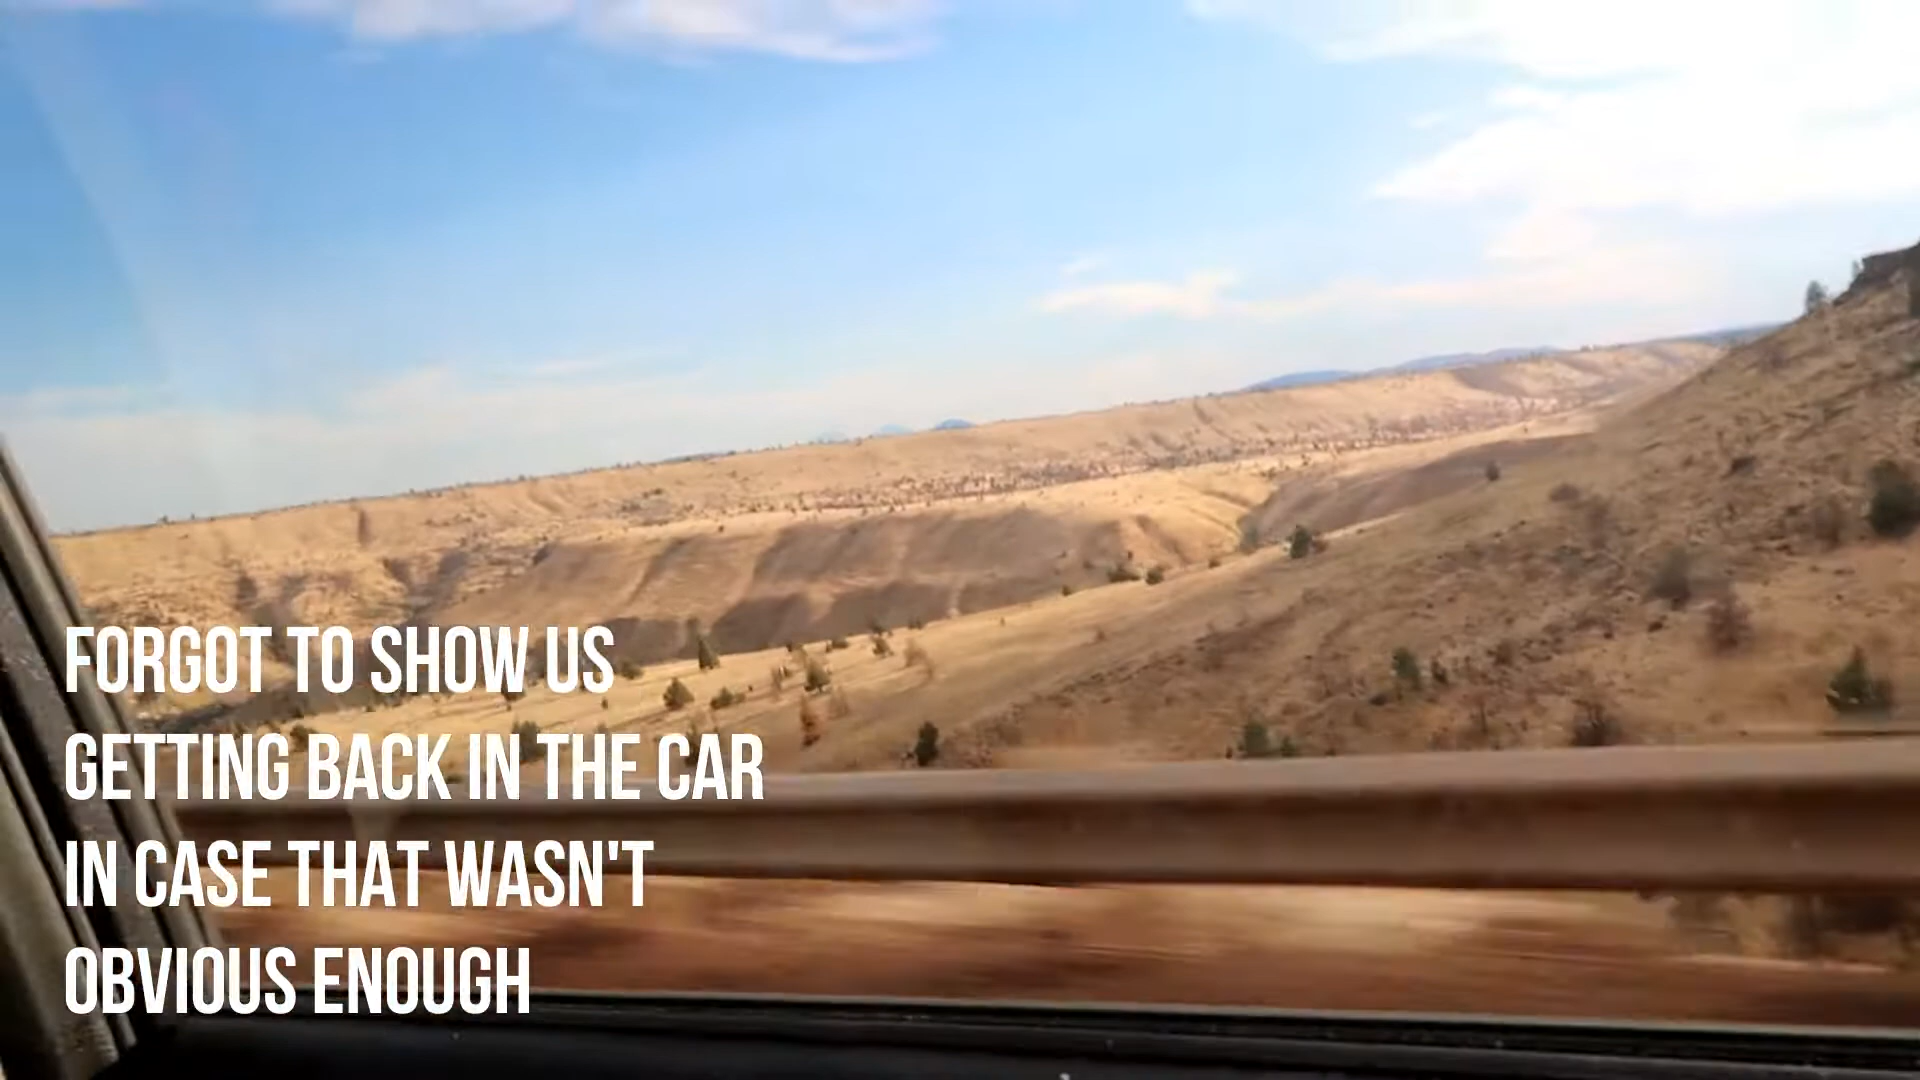 FORGOT TO SHOW US
GETTING BACK IN THE CAR
IN CASE THAT WASN'T
OBVIOUS ENOUGH